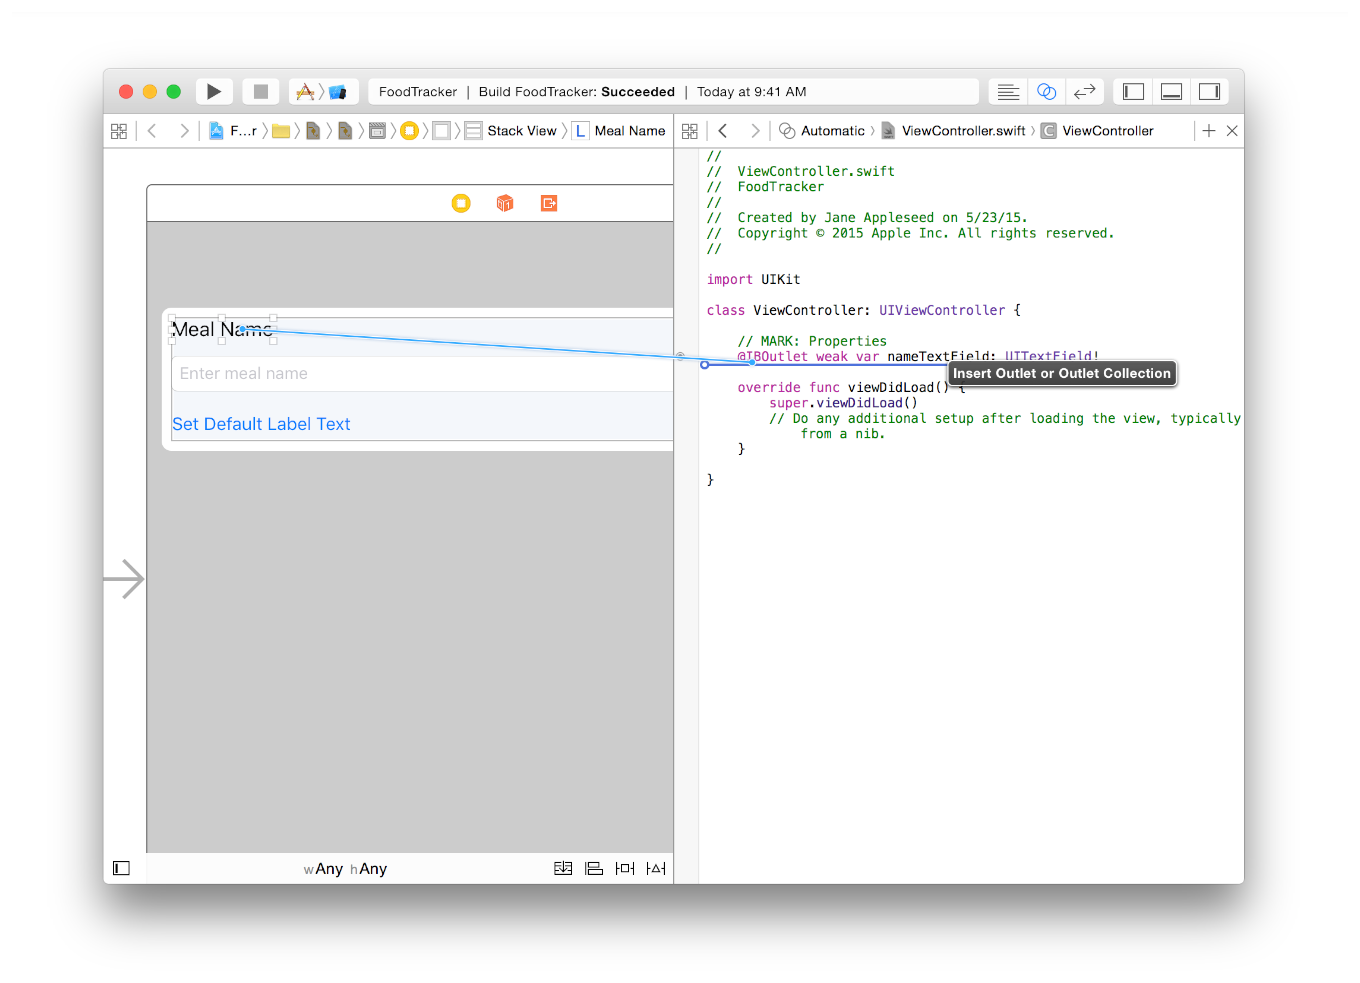 FoodTracker | Build FoodTracker: Succeeded | Today at 9:41 AM
F...r Stack View L Meal Name
Automatic ViewController.swift C ViewController
//
// ViewController.swift
// FoodTracker
//
// Created by Jane Appleseed on 5/23/15.
// Copyright © 2015 Apple Inc. All rights reserved.
//
import UIKit
class ViewController: UIViewController {
// MARK: Properties
@IBOutlet weak var nameTextField: UITextField!
Insert Outlet or Outlet Collection
override func viewDidLoad() {
super.viewDidLoad()
// Do any additional setup after loading the view, typically
from a nib.
}
}
Meal Name
Enter meal name
Set Default Label Text
wAny hAny